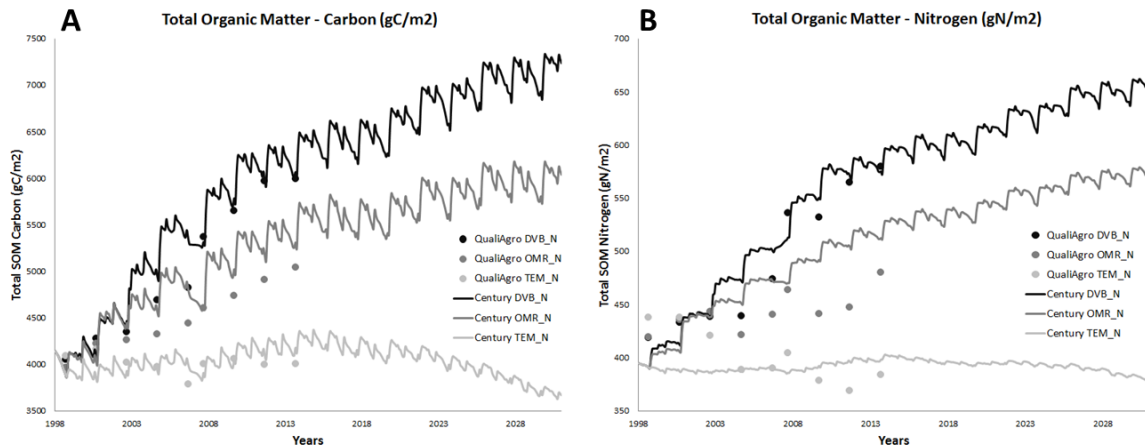 A
Total Organic Matter - Carbon (gC/m2)
Total SOM Carbon (gC/m2)
7500
7000
6500
6000
5500
5000
4500
4000
3500
1998
2003
2008
2013
2018
2023
2028
Years
QualiAgro DVB_N
QualiAgro OMR_N
QualiAgro TEM_N
Century DVB_N
Century OMR_N
Century TEM_N
B
Total Organic Matter - Nitrogen (gN/m2)
Total SOM Nitrogen (gN/m2)
700
650
600
550
500
450
400
350
1998
2003
2008
2013
2018
2023
2028
Years
QualiAgro DVB_N
QualiAgro OMR_N
QualiAgro TEM_N
Century DVB_N
Century OMR_N
Century TEM_N